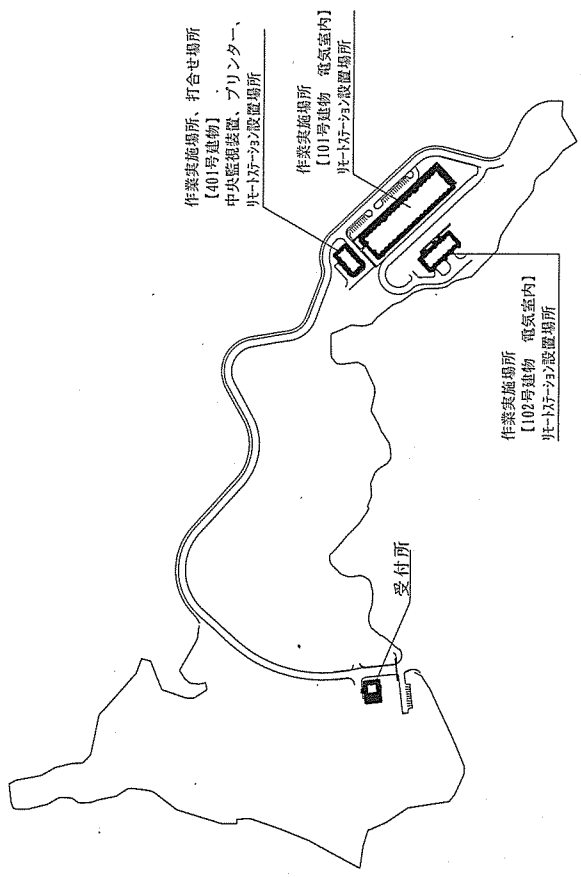 作業実施場所、打合せ場所
【401号建物】
中央監視装置、プリンター、
ﾘﾓｰﾄｽﾃｰｼｮﾝ設置場所
作業実施場所
【101号建物　電気室内】
ﾘﾓｰﾄｽﾃｰｼｮﾝ設置場所
作業実施場所
【102号建物　電気室内】
ﾘﾓｰﾄｽﾃｰｼｮﾝ設置場所
受付所